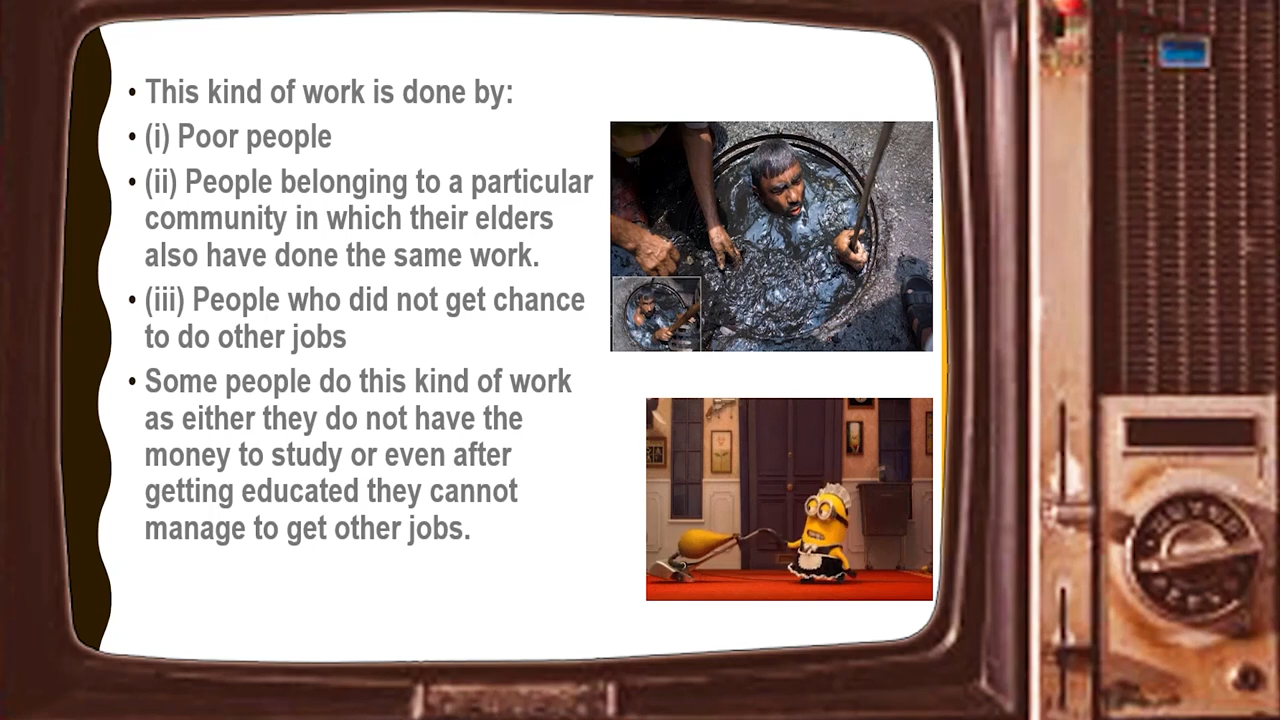 • This kind of work is done by:
• (i) Poor people
• (ii) People belonging to a particular
community in which their elders
also have done the same work.
• (iii) People who did not get chance
to do other jobs
• Some people do this kind of work
as either they do not have the
money to study or even after
getting educated they cannot
manage to get other jobs.